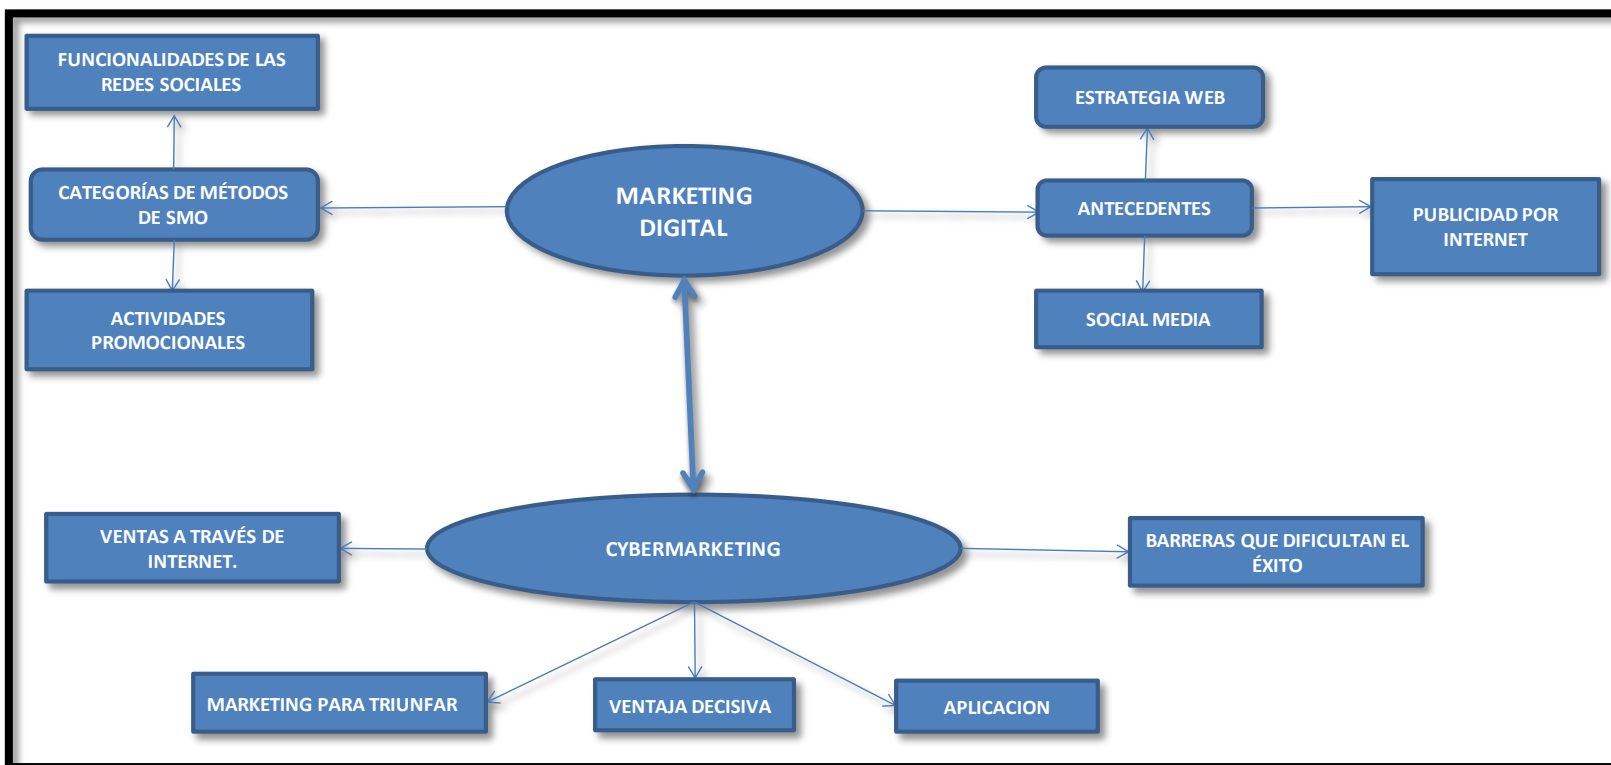 FUNCIONALIDADES DE LAS
REDES SOCIALES
ESTRATEGIA WEB
CATEGORÍAS DE MÉTODOS
DE SMO
MARKETING
DIGITAL
ANTECEDENTES
PUBLICIDAD POR
INTERNET
ACTIVIDADES
PROMOCIONALES
SOCIAL MEDIA
VENTAS A TRAVÉS DE
INTERNET.
CYBERMARKETING
BARRERAS QUE DIFICULTAN EL
ÉXITO
MARKETING PARA TRIUNFAR
VENTAJA DECISIVA
APLICACION